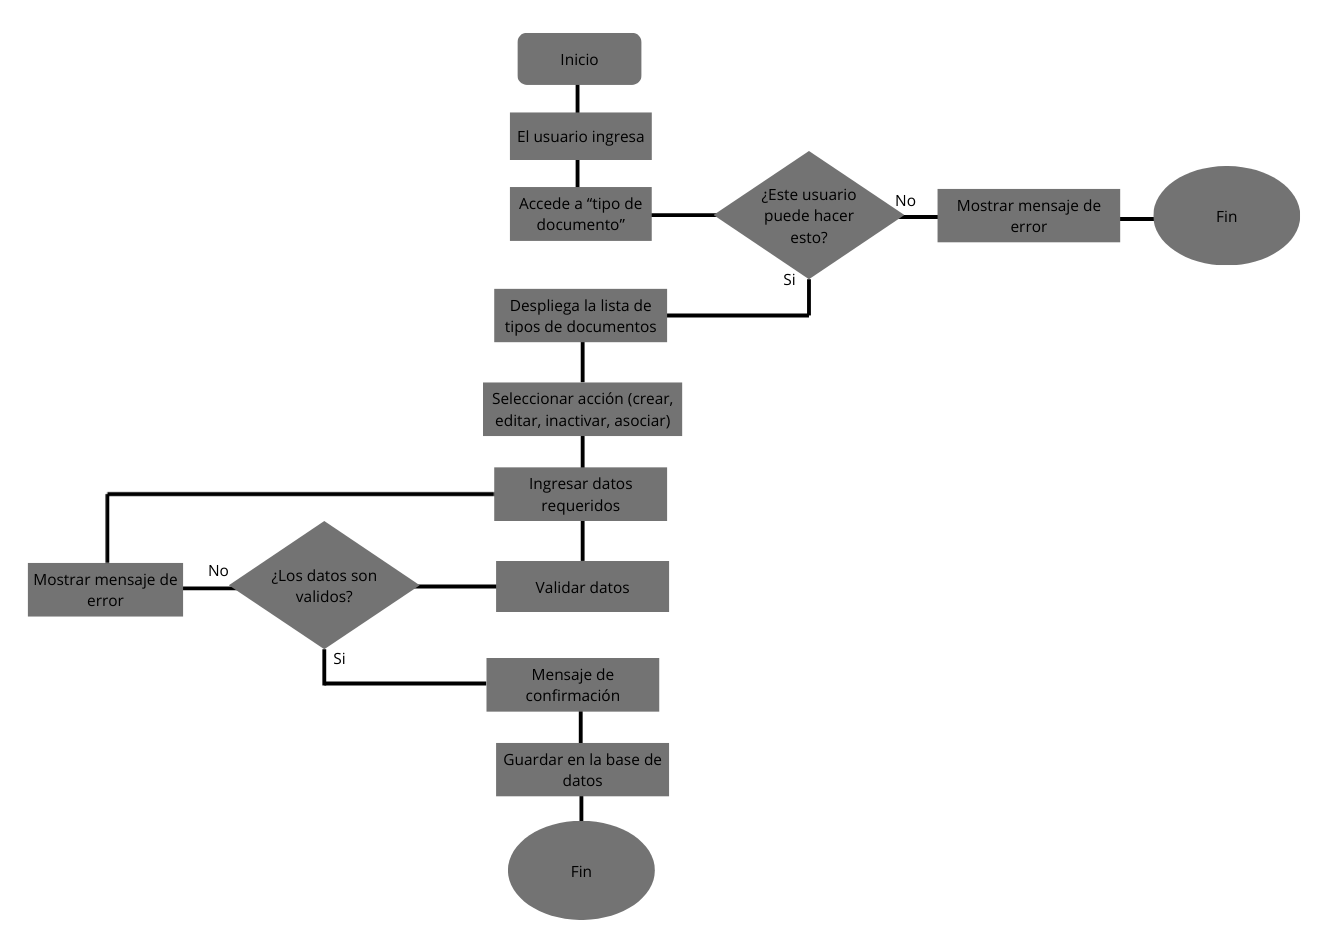 Inicio
El usuario ingresa
Accede a “tipo de
documento”
¿Este usuario
puede hacer
esto?
No
Mostrar mensaje de
error
Fin
Si
Despliega la lista de
tipos de documentos
Seleccionar acción (crear,
editar, inactivar, asociar)
Ingresar datos
requeridos
Validar datos
¿Los datos son
validos?
No
Mostrar mensaje de
error
Si
Mensaje de
confirmación
Guardar en la base de
datos
Fin